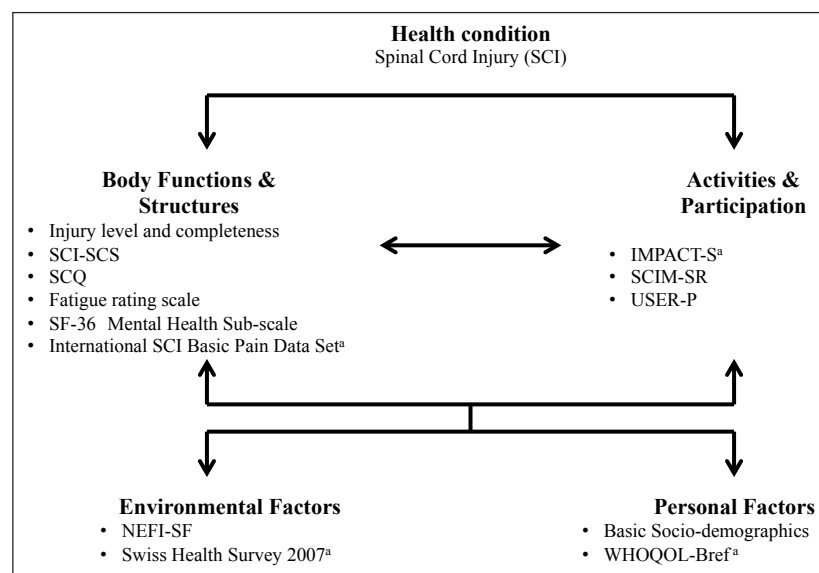 Health condition
Spinal Cord Injury (SCI)
Body Functions &
Structures
• Injury level and completeness
• SCI-SCS
• SCQ
• Fatigue rating scale
• SF-36 Mental Health Sub-scale
• International SCI Basic Pain Data Setᵃ
Activities &
Participation
• IMPACT-Sᵃ
• SCIM-SR
• USER-P
Environmental Factors
• NEFI-SF
• Swiss Health Survey 2007ᵃ
Personal Factors
• Basic Socio-demographics
• WHOQOL-Brefᵃ